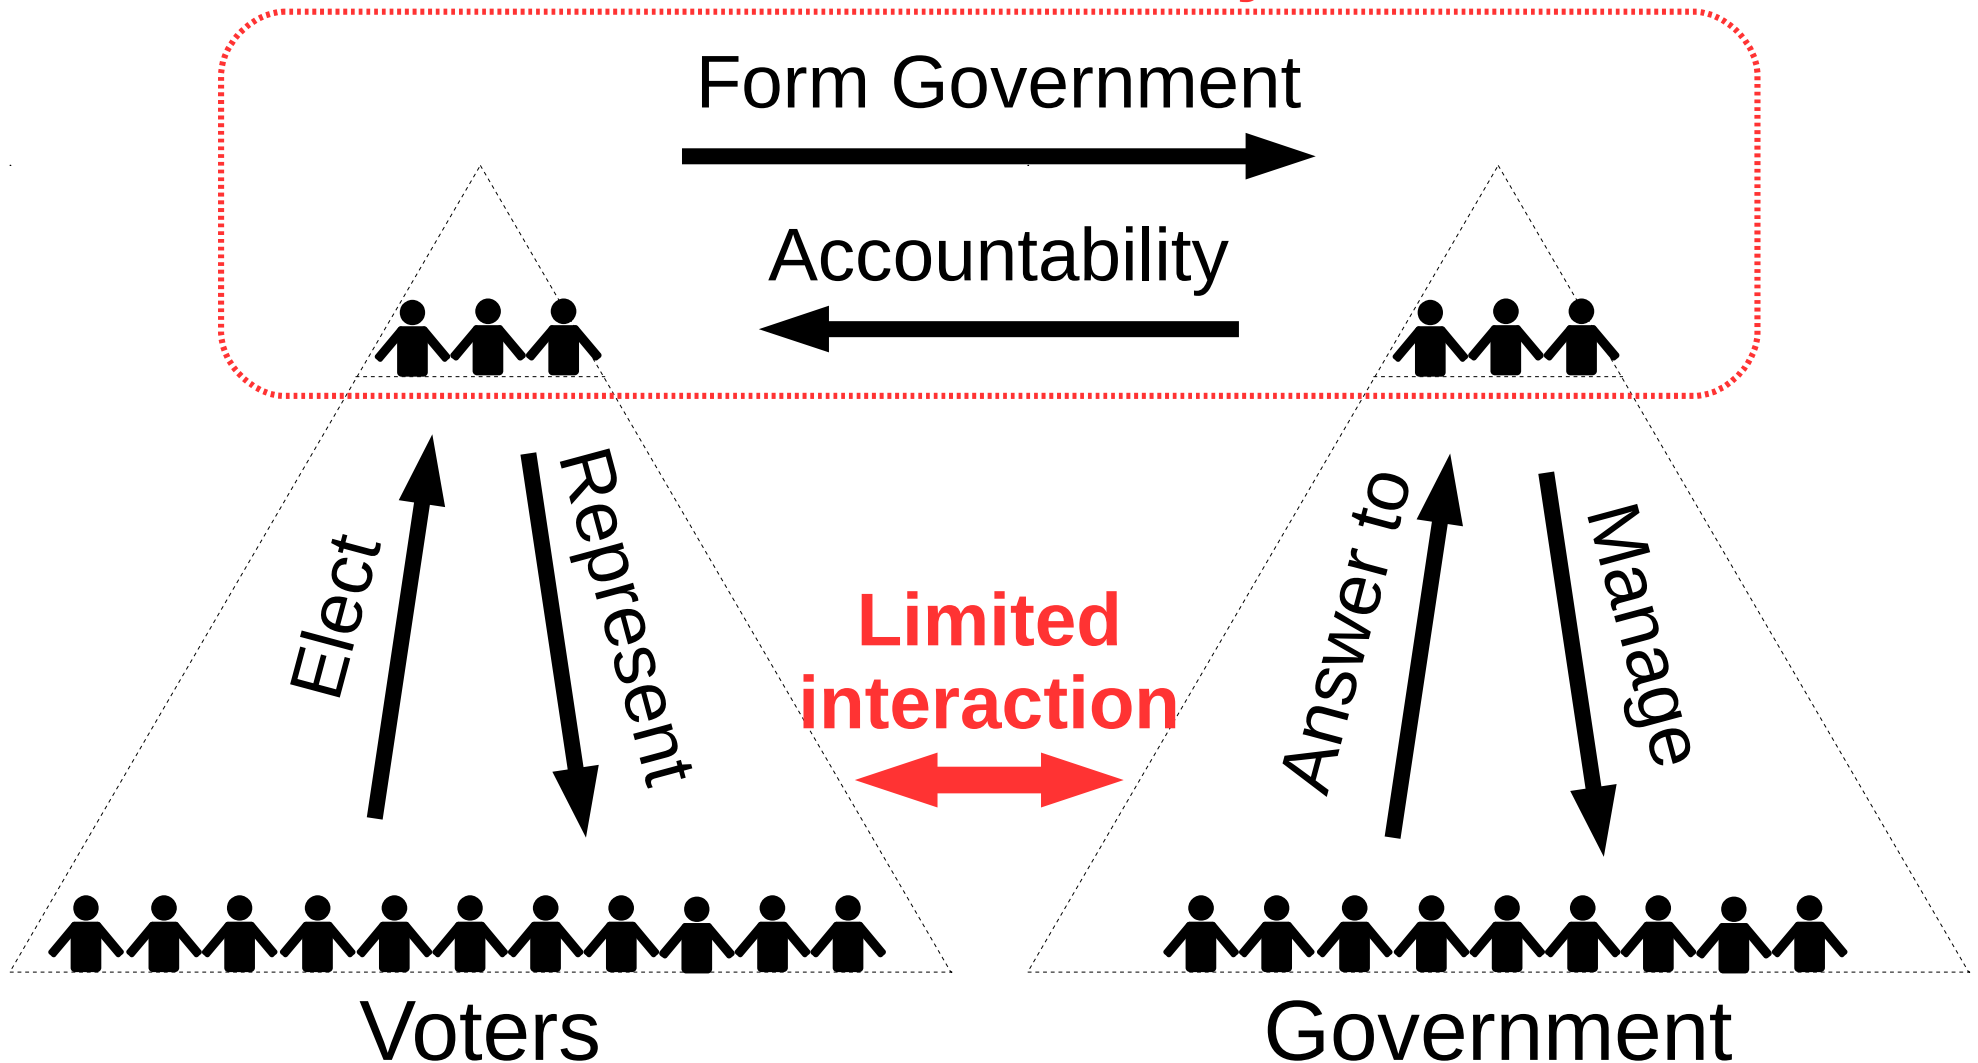 Form Government
Accountability
Elect
Represent
Limited
interaction
Answer to
Manage
Voters
Government